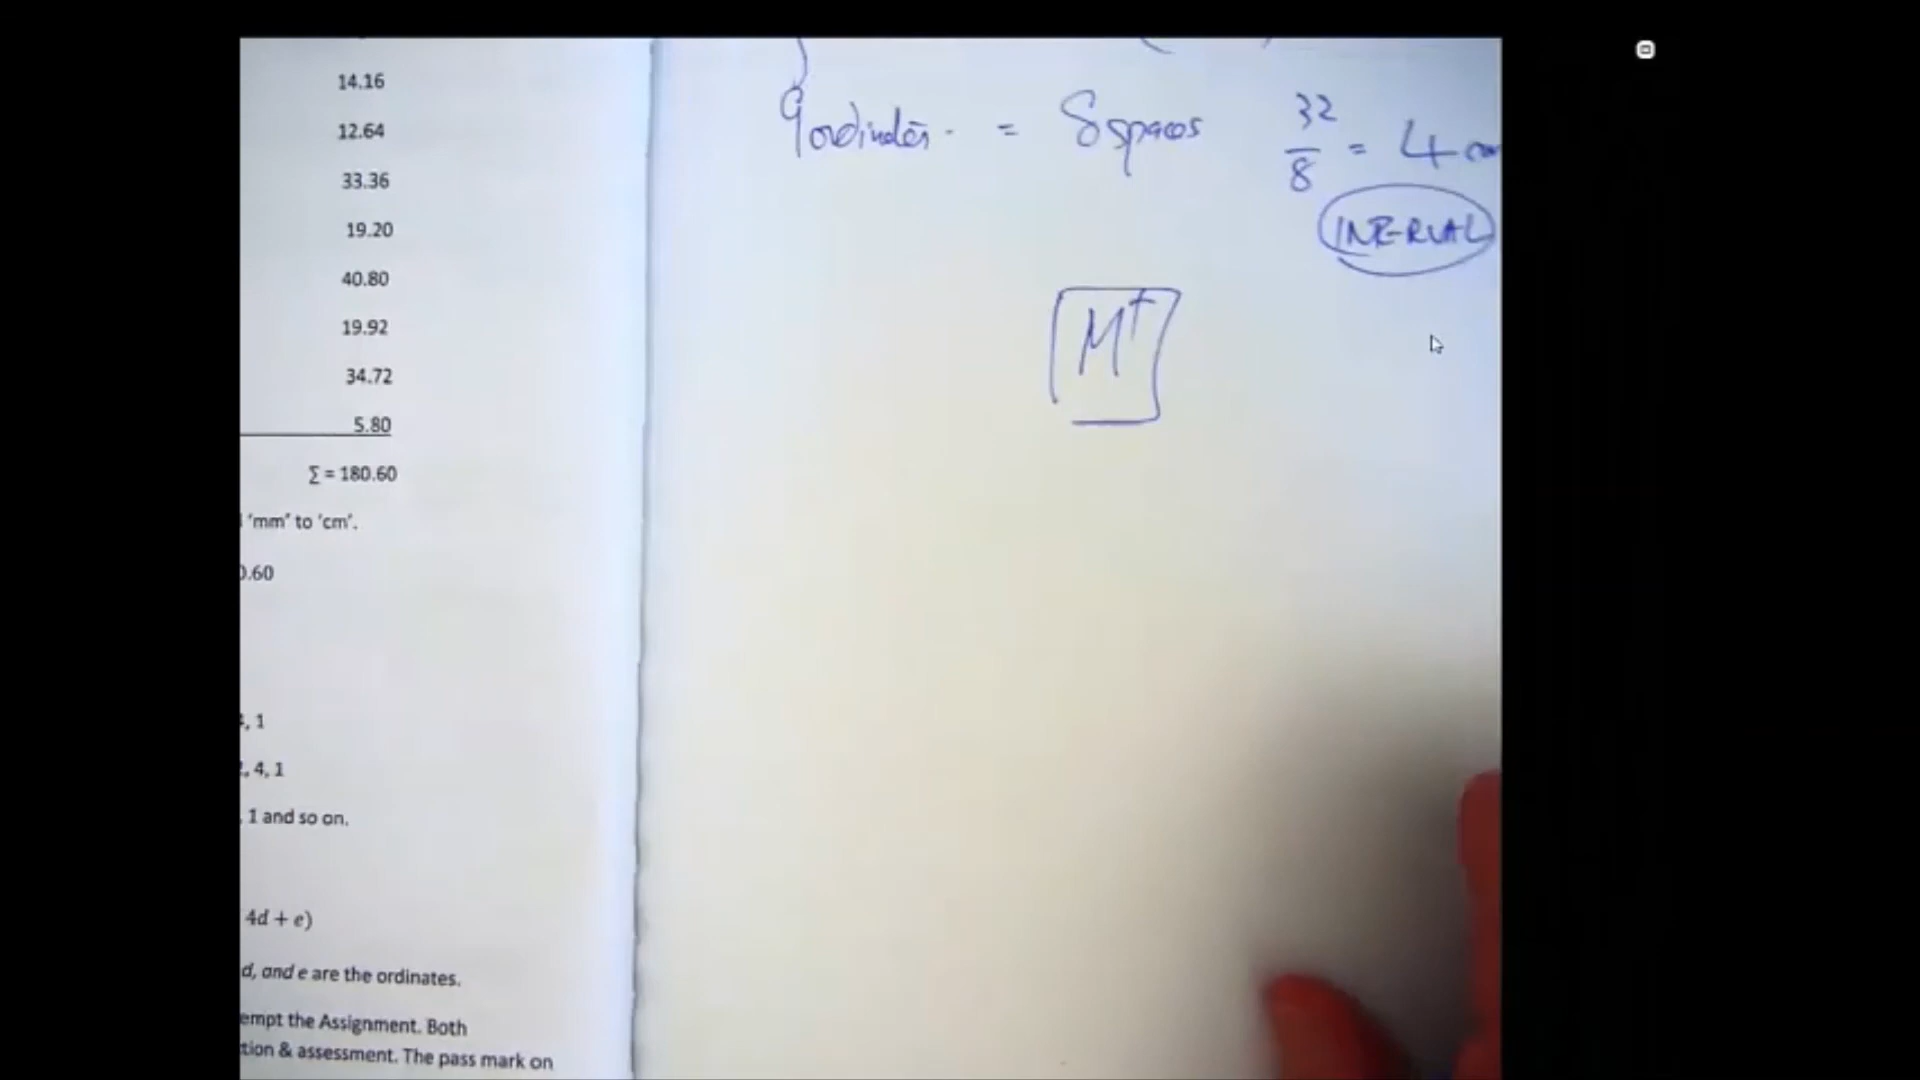 14.16
12.64
33.36
19.20
40.80
19.92
34.72
5.80
∑ = 180.60
'mm' to 'cm'.
0.60
, 1
, 4, 1
, 1 and so on.
4d + e)
d, and e are the ordinates.
empt the Assignment. Both
tion & assessment. The pass mark on
9 ordinates. = 8 spaces 32/8 = 4 cm
INTERVAL
M+